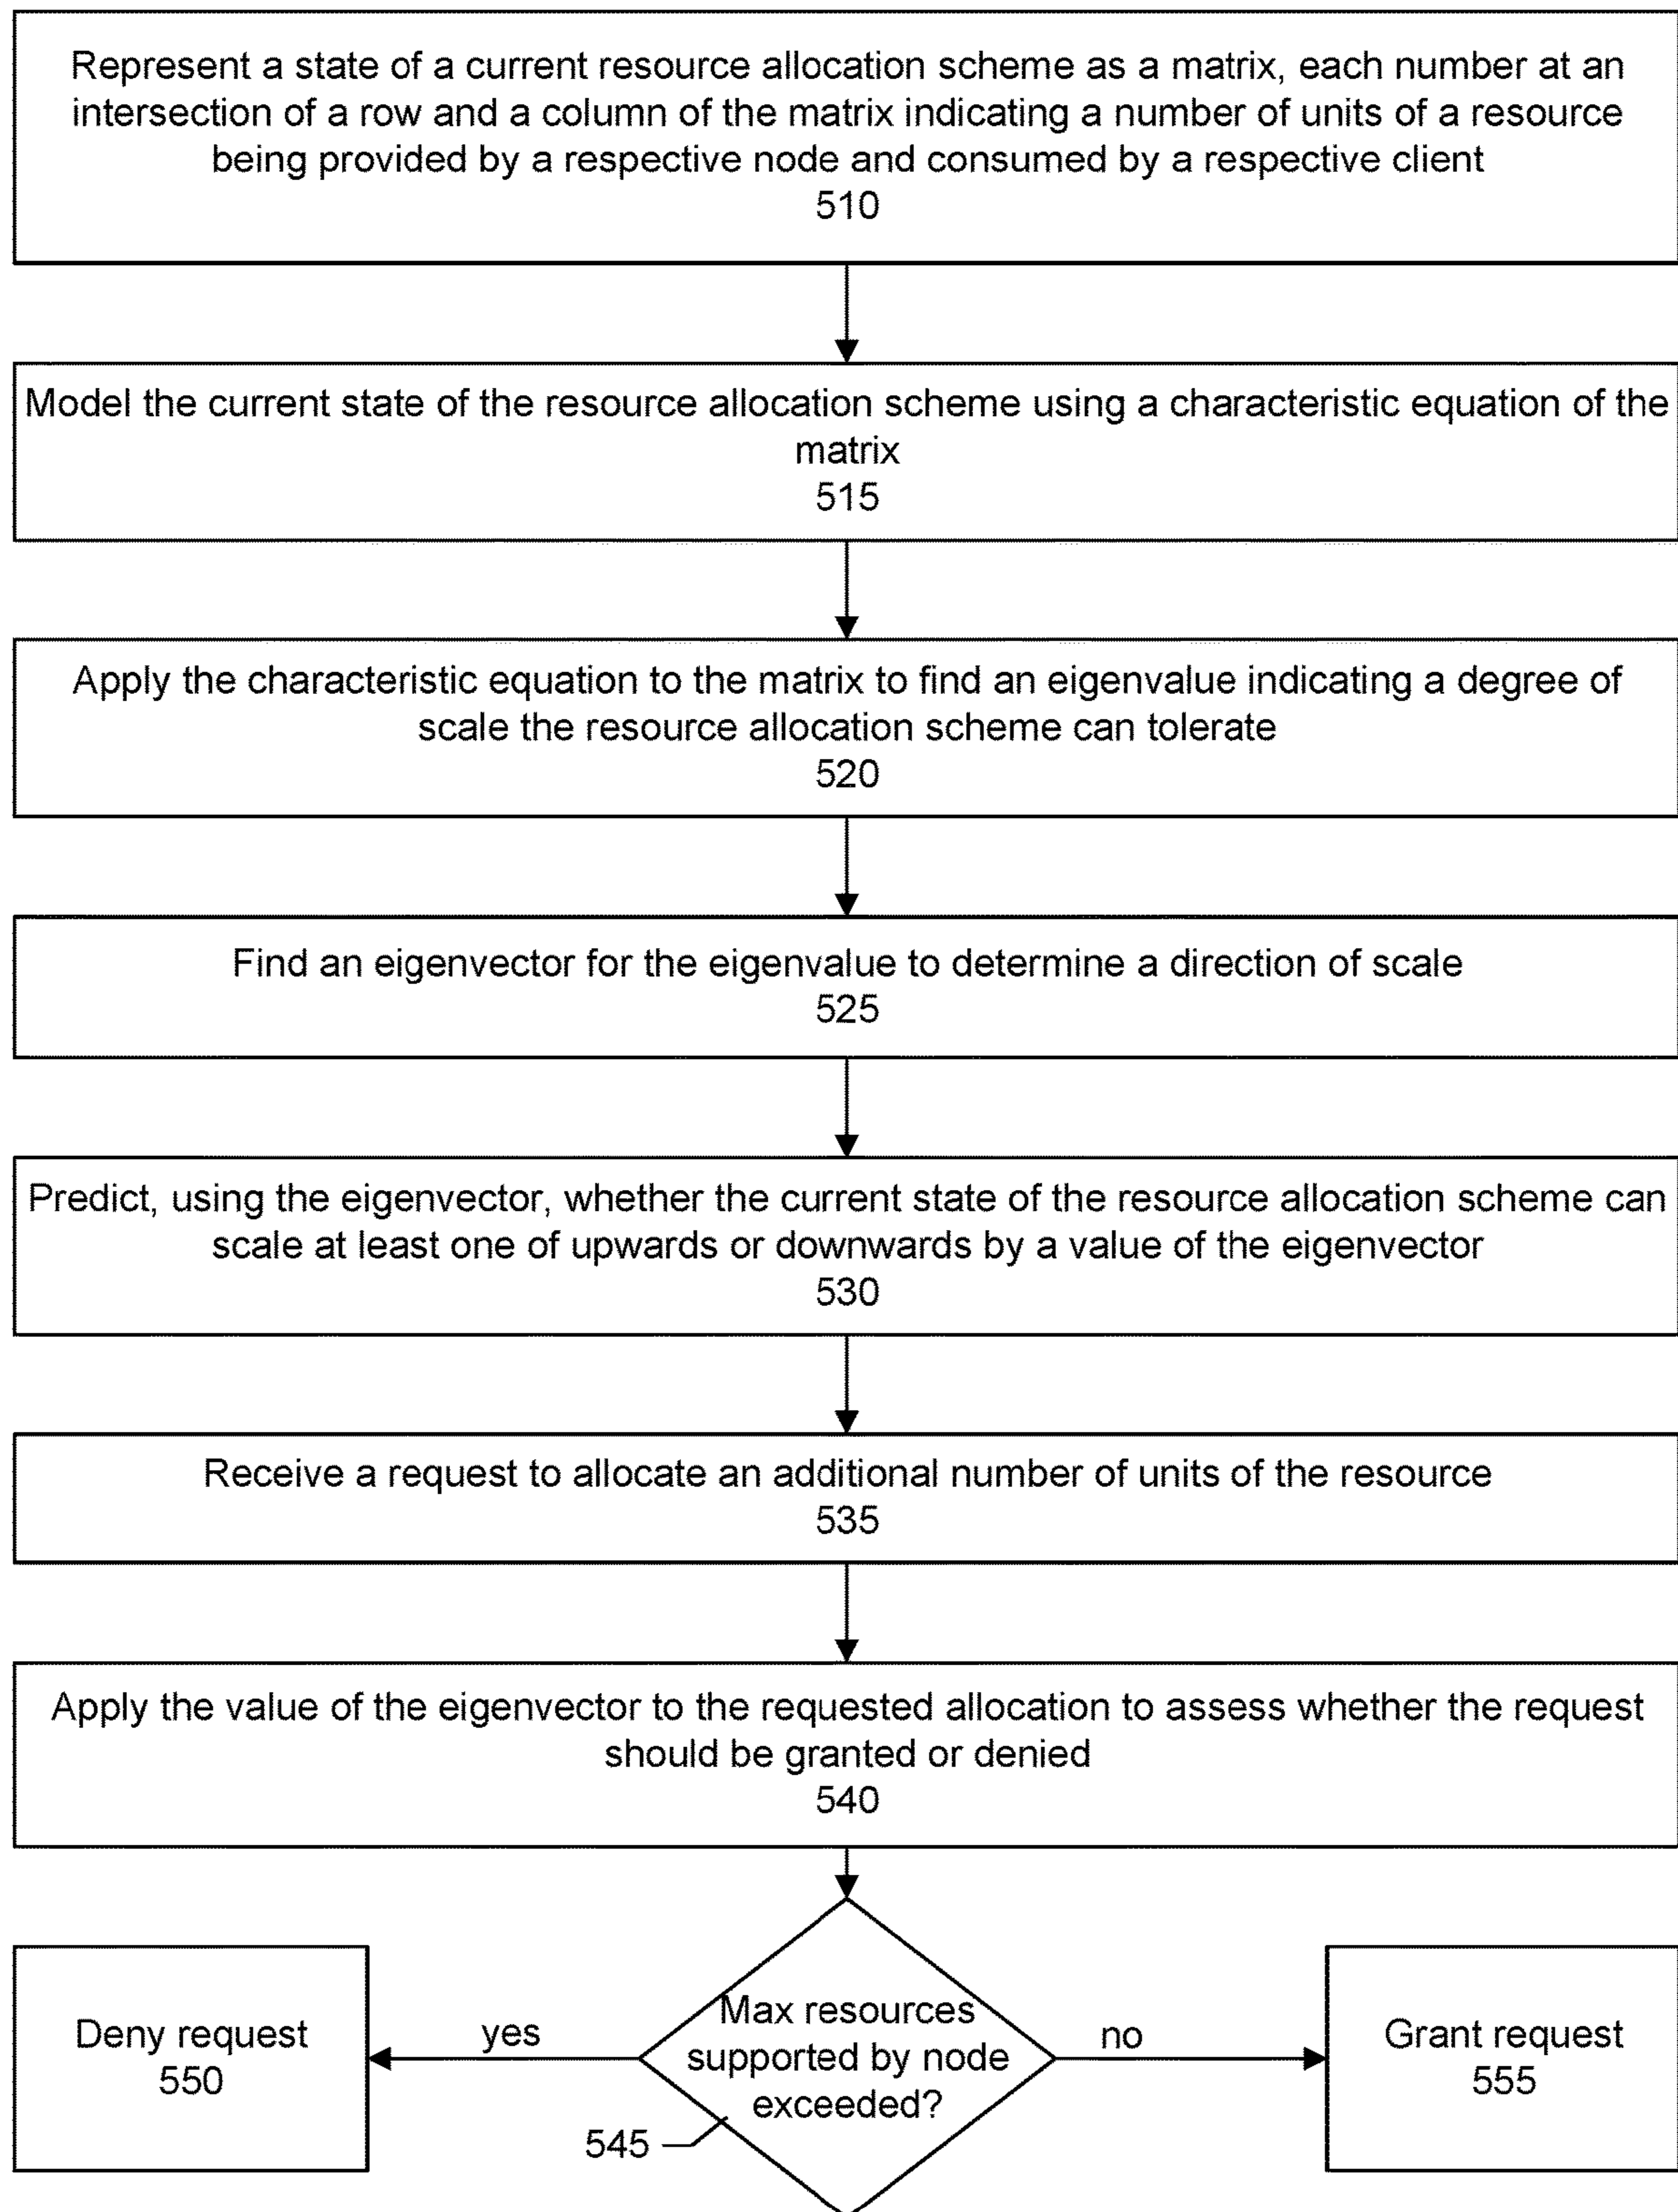 Represent a state of a current resource allocation scheme as a matrix, each number at an
intersection of a row and a column of the matrix indicating a number of units of a resource
being provided by a respective node and consumed by a respective client
510
Model the current state of the resource allocation scheme using a characteristic equation of the
matrix
515
Apply the characteristic equation to the matrix to find an eigenvalue indicating a degree of
scale the resource allocation scheme can tolerate
520
Find an eigenvector for the eigenvalue to determine a direction of scale
525
Predict, using the eigenvector, whether the current state of the resource allocation scheme can
scale at least one of upwards or downwards by a value of the eigenvector
530
Receive a request to allocate an additional number of units of the resource
535
Apply the value of the eigenvector to the requested allocation to assess whether the request
should be granted or denied
540
Deny request
550
yes
Max resources
supported by node
exceeded?
545
no
Grant request
555